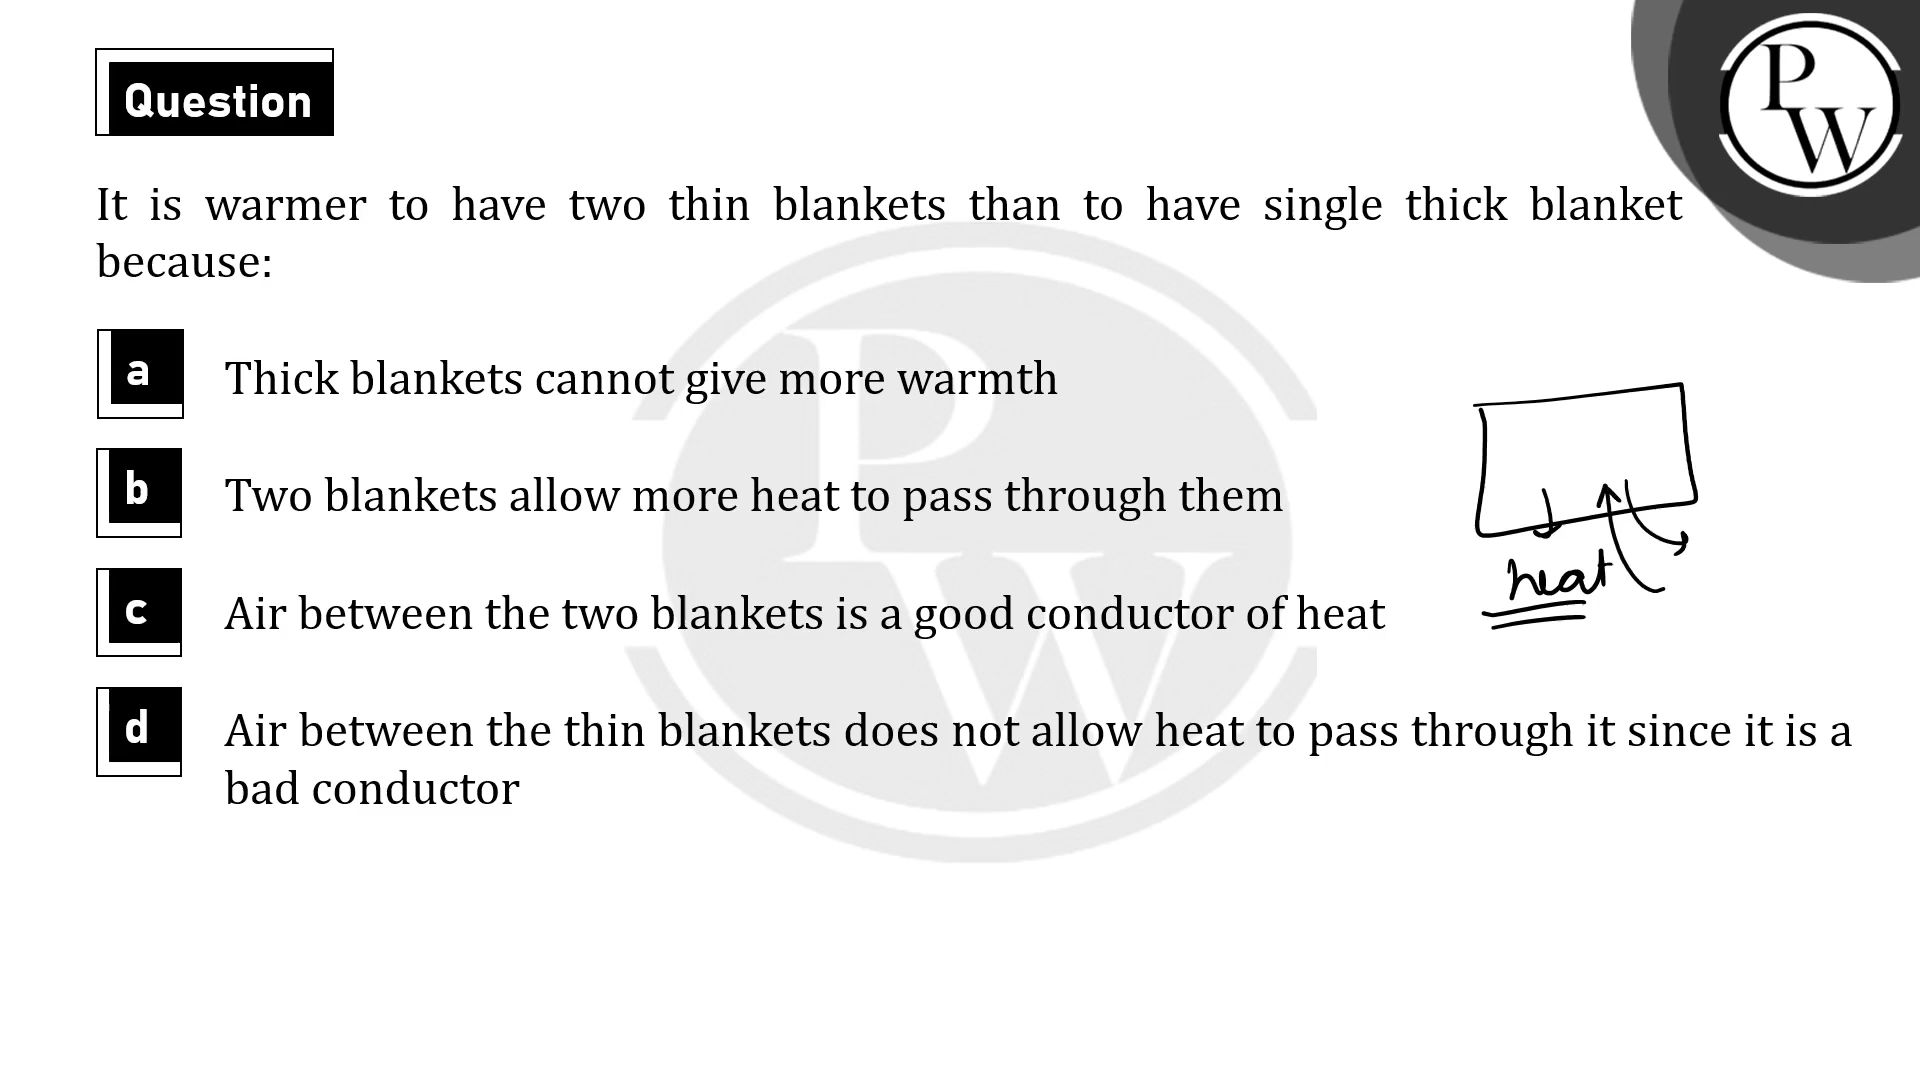 Question
PW
It is warmer to have two thin blankets than to have single thick blanket
because:
a Thick blankets cannot give more warmth
b Two blankets allow more heat to pass through them
c Air between the two blankets is a good conductor of heat
heat
d Air between the thin blankets does not allow heat to pass through it since it is a
bad conductor
PW